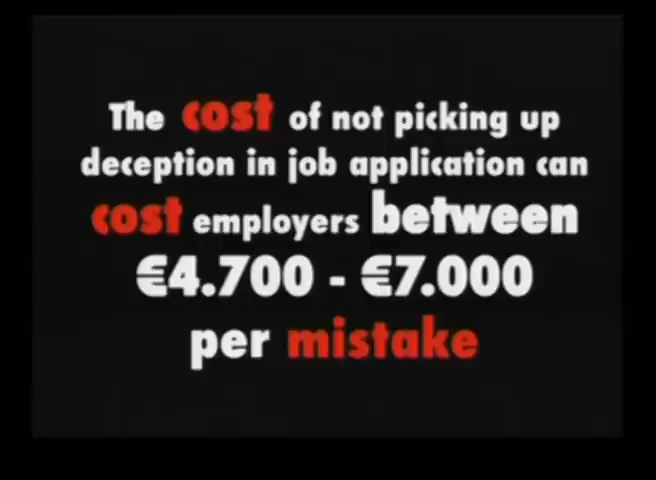 The cost of not picking up
deception in job application can
cost employers between
€4.700 - €7.000
per mistake